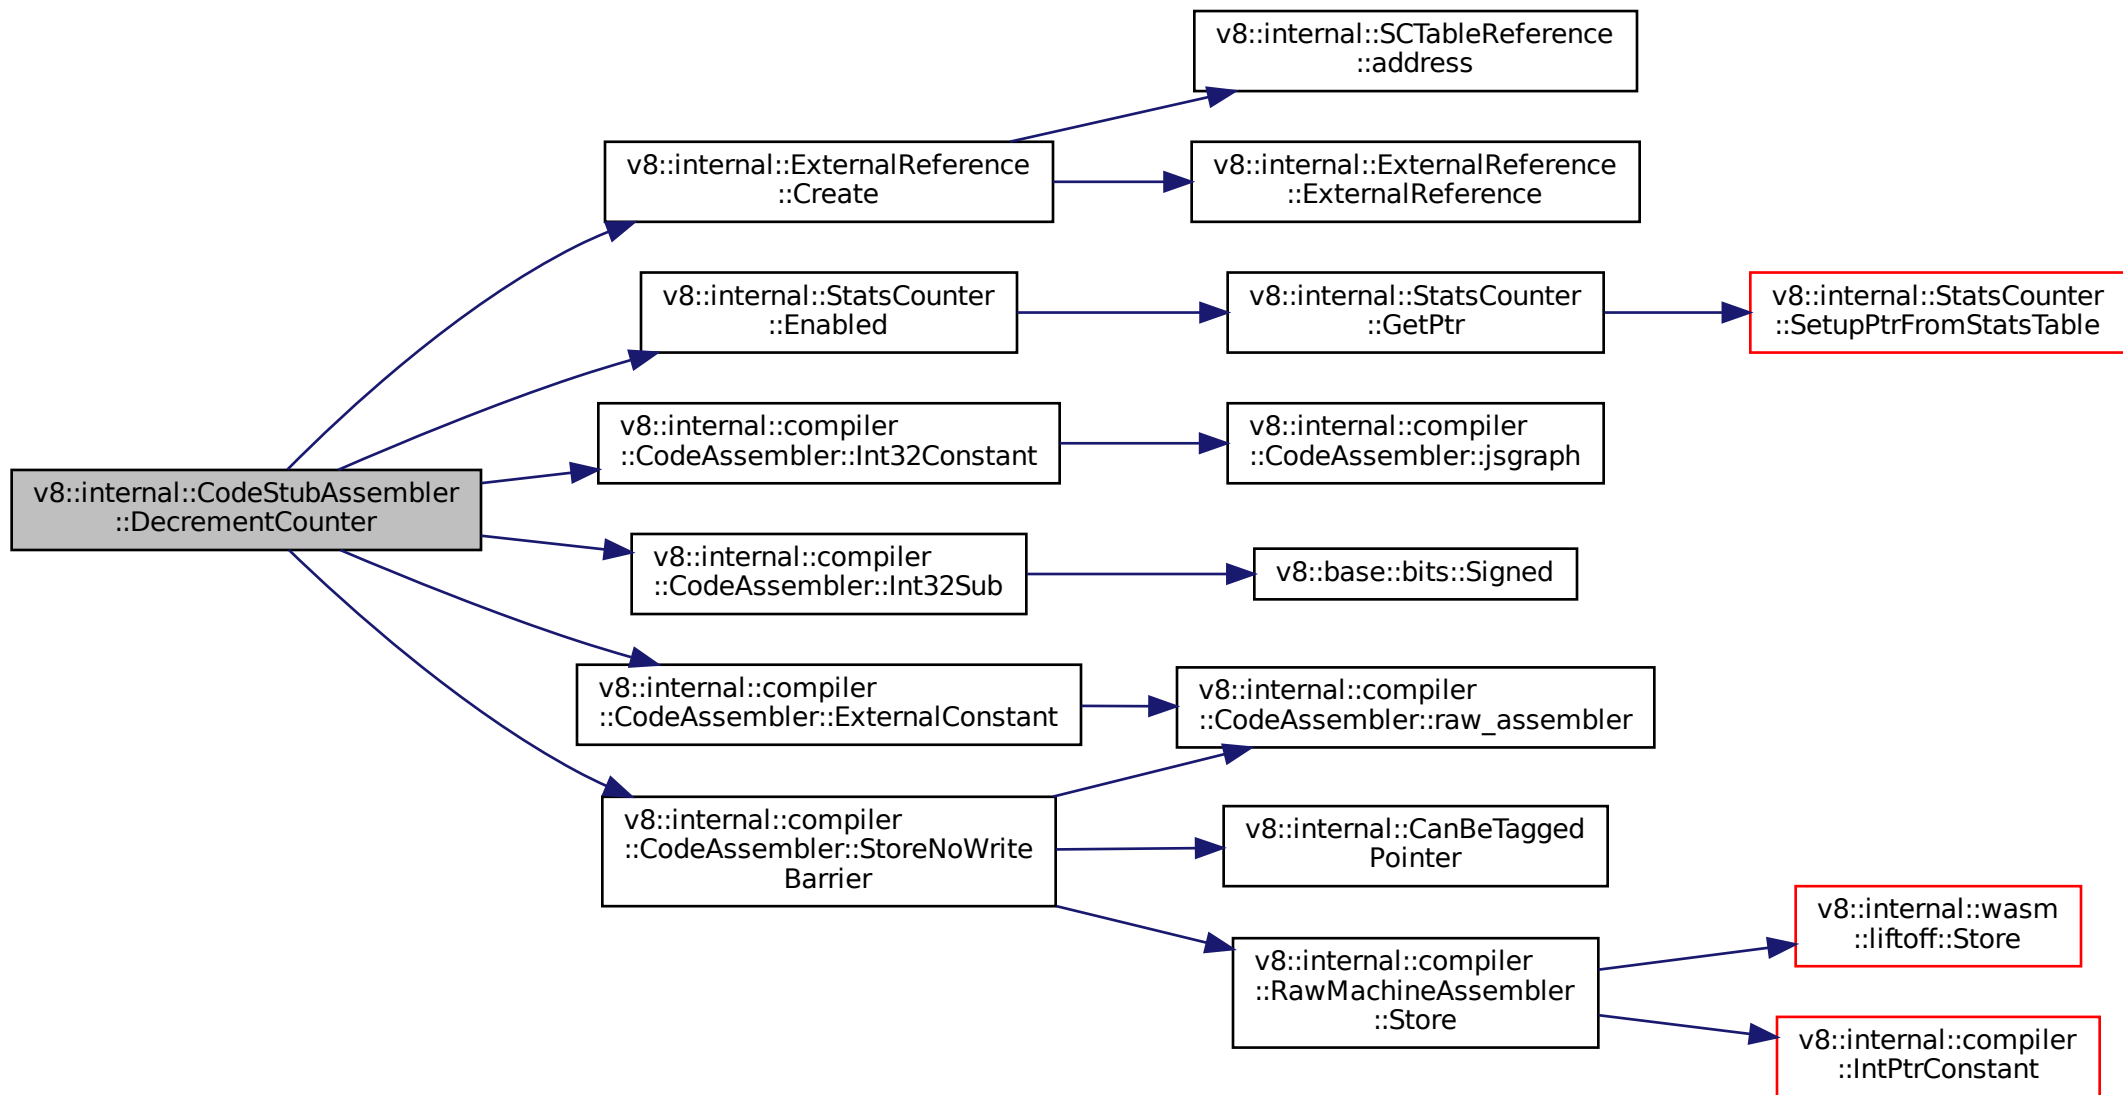 v8::internal::CodeStubAssembler
::DecrementCounter
v8::internal::ExternalReference
::Create
v8::internal::SCTableReference
::address
v8::internal::ExternalReference
::ExternalReference
v8::internal::StatsCounter
::Enabled
v8::internal::StatsCounter
::GetPtr
v8::internal::StatsCounter
::SetupPtrFromStatsTable
v8::internal::compiler
::CodeAssembler::Int32Constant
v8::internal::compiler
::CodeAssembler::jsgraph
v8::internal::compiler
::CodeAssembler::Int32Sub
v8::base::bits::Signed
v8::internal::compiler
::CodeAssembler::ExternalConstant
v8::internal::compiler
::CodeAssembler::raw_assembler
v8::internal::compiler
::CodeAssembler::StoreNoWrite
Barrier
v8::internal::CanBeTagged
Pointer
v8::internal::compiler
::RawMachineAssembler
::Store
v8::internal::wasm
::liftoff::Store
v8::internal::compiler
::IntPtrConstant